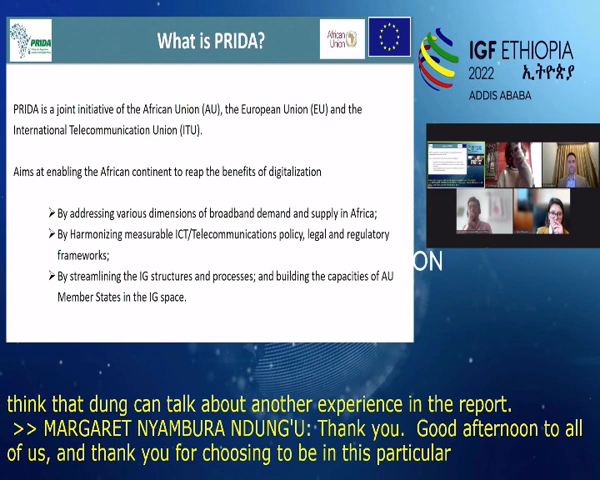 PRIDA
What is PRIDA?
African
Union
IGF ETHIOPIA
2022 ኢትዮጵያ
ADDIS ABABA
PRIDA is a joint initiative of the African Union (AU), the European Union (EU) and the
International Telecommunication Union (ITU).
Aims at enabling the African continent to reap the benefits of digitalization
➢ By addressing various dimensions of broadband demand and supply in Africa;
➢ By Harmonizing measurable ICT/Telecommunications policy, legal and regulatory
frameworks;
➢ By streamlining the IG structures and processes; and building the capacities of AU
Member States in the IG space.
ON
think that dung can talk about another experience in the report.
>> MARGARET NYAMBURA NDUNG'U: Thank you. Good afternoon to all
of us, and thank you for choosing to be in this particular